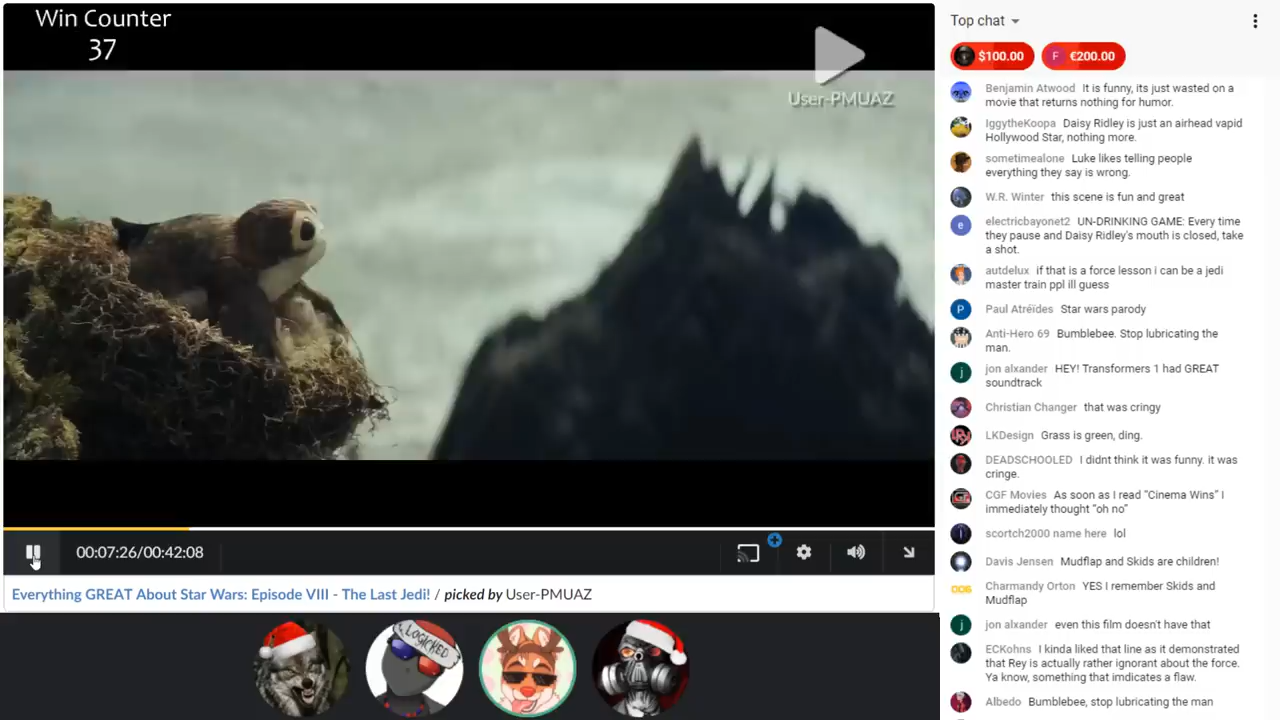 Win Counter
37
User-PMUAZ
00:07:26/00:42:08
Everything GREAT About Star Wars: Episode VIII - The Last Jedi! / picked by User-PMUAZ
LOGICKED
Top chat
$100.00
F €200.00
Benjamin Atwood It is funny, its just wasted on a
movie that returns nothing for humor.
IggytheKoopa Daisy Ridley is just an airhead vapid
Hollywood Star, nothing more.
sometimealone Luke likes telling people
everything they say is wrong.
W.R. Winter this scene is fun and great
e electricbayonet2 UN-DRINKING GAME: Every time
they pause and Daisy Ridley's mouth is closed, take
a shot.
autdelux if that is a force lesson i can be a jedi
master train ppl ill guess
P Paul Atréïdes Star wars parody
Anti-Hero 69 Bumblebee. Stop lubricating the
man.
j jon alxander HEY! Transformers 1 had GREAT
soundtrack
Christian Changer that was cringy
LKDesign Grass is green, ding.
DEADSCHOOLED I didnt think it was funny. it was
cringe.
CGF Movies As soon as I read "Cinema Wins" I
immediately thought "oh no"
scortch2000 name here lol
Davis Jensen Mudflap and Skids are children!
Charmandy Orton YES I remember Skids and
Mudflap
j jon alxander even this film doesn't have that
ECKohns I kinda liked that line as it demonstrated
that Rey is actually rather ignorant about the force.
Ya know, something that imdicates a flaw.
Albedo Bumblebee, stop lubricating the man